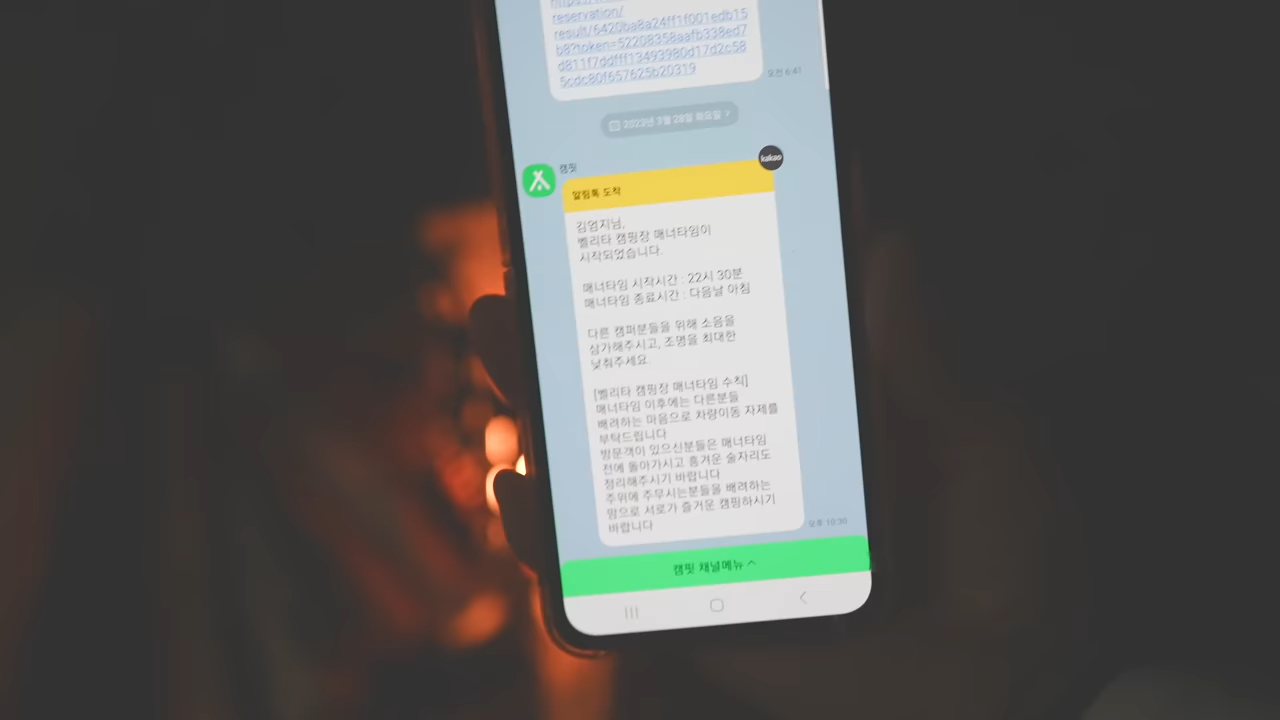 reservation/
result/6420ba8a24ff1f001edb15
b8?token=52208358aafb338ed7
d811f7ddfff13493980d17d2c58
5cdc80f657625b20319
오전 6:41
2023년 3월 28일 화요일 >
캠핏
kakao
알림톡 도착
김엄지님,
벨리타 캠핑장 매너타임이
시작되었습니다.
매너타임 시작시간 : 22시 30분
매너타임 종료시간 : 다음날 아침
다른 캠퍼분들을 위해 소음을
삼가해주시고, 조명을 최대한
낮춰주세요.
[벨리타 캠핑장 매너타임 수칙]
매너타임 이후에는 다른분들
배려하는 마음으로 차량이동 자제를
부탁드립니다
방문객이 있으신분들은 매너타임
전에 돌아가시고 흥겨운 술자리도
정리해주시기 바랍니다
주위에 주무시는분들을 배려하는
맘으로 서로가 즐거운 캠핑하시기
바랍니다
오후 10:30
캠핏 채널메뉴